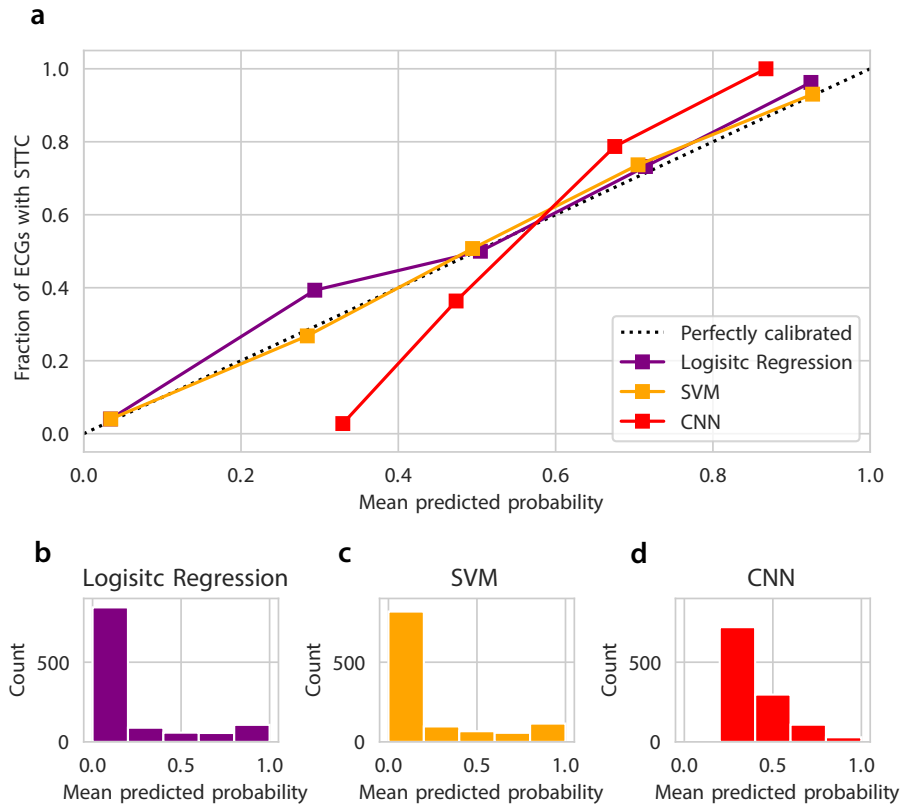 a
Fraction of ECGs with STTC
1.0
0.8
0.6
0.4
0.2
0.0
0.0 0.2 0.4 0.6 0.8 1.0
Mean predicted probability
Perfectly calibrated
Logisitc Regression
SVM
CNN
b
Logisitc Regression
Count
500
0
0.0 0.5 1.0
Mean predicted probability
c
SVM
Count
500
0
0.0 0.5 1.0
Mean predicted probability
d
CNN
Count
500
0
0.0 0.5 1.0
Mean predicted probability